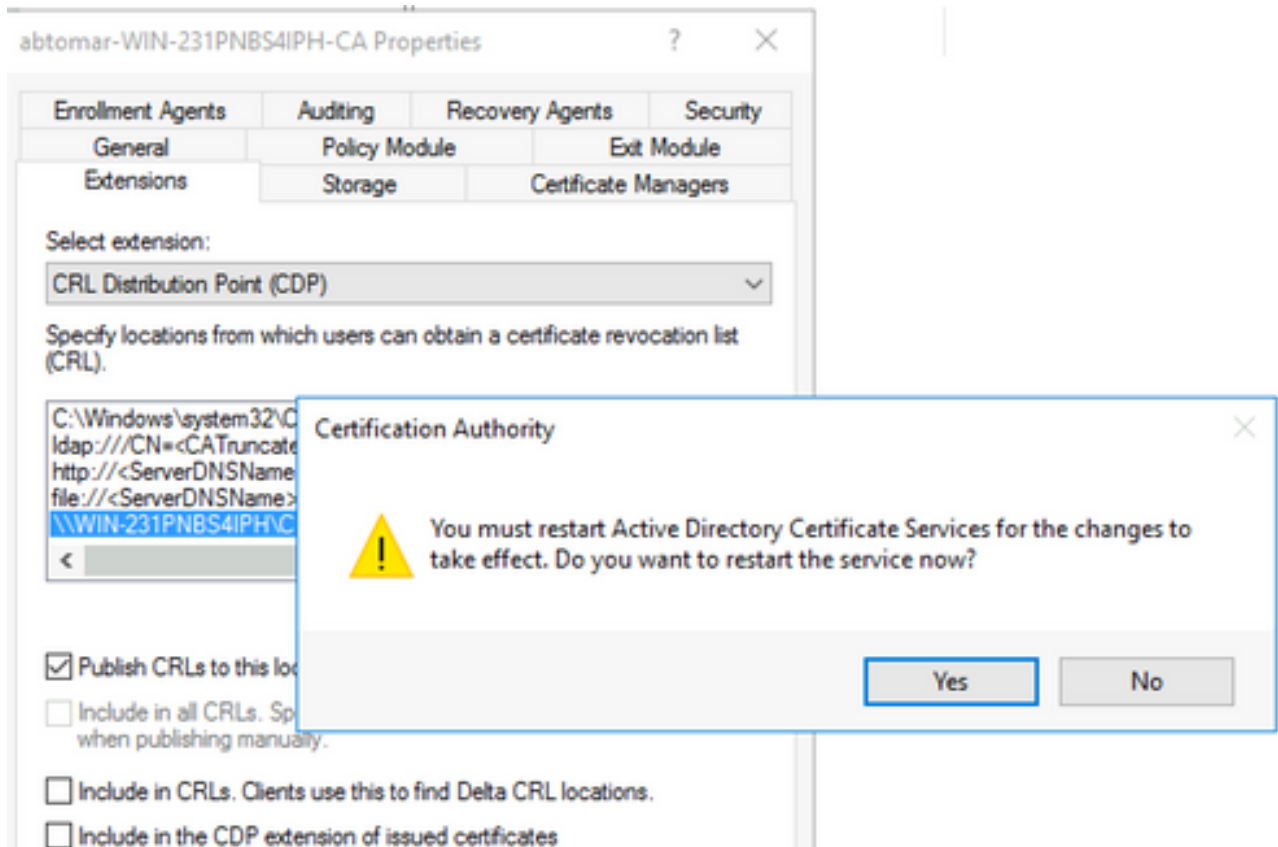 abtomar-WIN-231PNBS4IPH-CA Properties
?
Enrollment Agents
Auditing
Recovery Agents
Security
General
Policy Module
Exit Module
Extensions
Storage
Certificate Managers
Select extension:
CRL Distribution Point (CDP)
Specify locations from which users can obtain a certificate revocation list
(CRL).
C:\Windows\system32\C
ldap:///CN=<CATruncate
http://<ServerDNSName
file://<ServerDNSName>
\\WIN-231PNBS4IPH\C
Certification Authority
You must restart Active Directory Certificate Services for the changes to
take effect. Do you want to restart the service now?
Yes
No
Publish CRLs to this loc
Include in all CRLs. Sp
when publishing manually.
Include in CRLs. Clients use this to find Delta CRL locations.
Include in the CDP extension of issued certificates